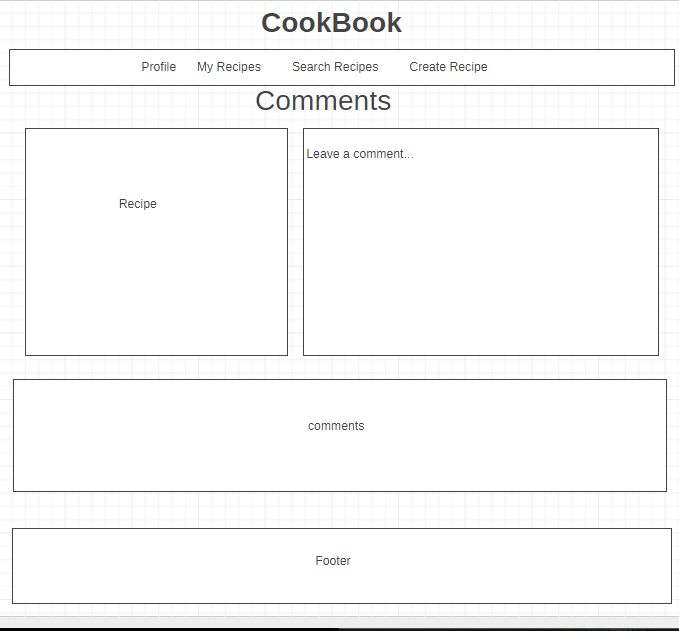 CookBook
Profile My Recipes Search Recipes Create Recipe
Comments
Leave a comment...
Recipe
comments
Footer